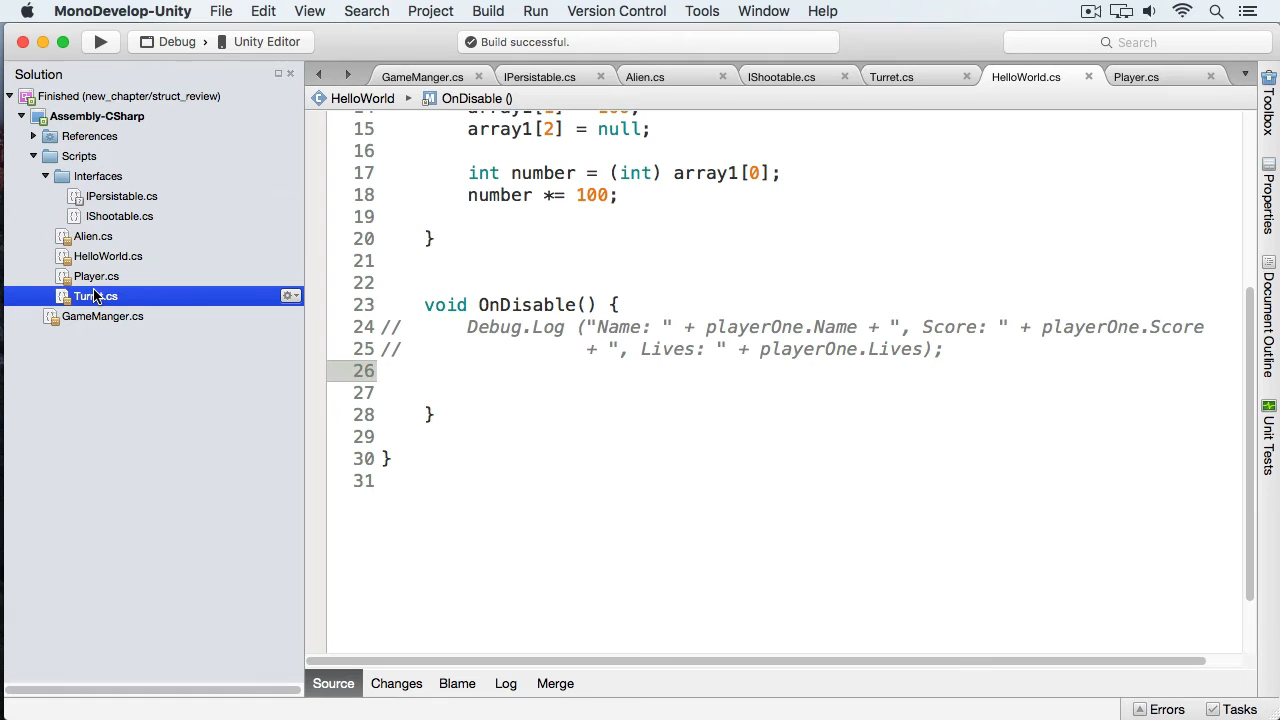 MonoDevelop-Unity File Edit View Search Project Build Run Version Control Tools Window Help
Debug › Unity Editor
Build successful.
Search
Solution
GameManger.cs IPersistable.cs Alien.cs IShootable.cs Turret.cs HelloWorld.cs Player.cs
HelloWorld OnDisable ()
Finished (new_chapter/struct_review)
Assembly-CSharp
References
Scripts
Interfaces
IPersistable.cs
IShootable.cs
Alien.cs
HelloWorld.cs
Player.cs
GameManger.cs
15 array1[2] = null;
16
17 int number = (int) array1[0];
18 number *= 100;
19
20 }
21
22
23 void OnDisable() {
24 // Debug.Log ("Name: " + playerOne.Name + ", Score: " + playerOne.Score
25 // + ", Lives: " + playerOne.Lives);
26
27
28 }
29
30 }
31
Toolbox
Properties
Document Outline
Unit Tests
Source Changes Blame Log Merge
Errors Tasks